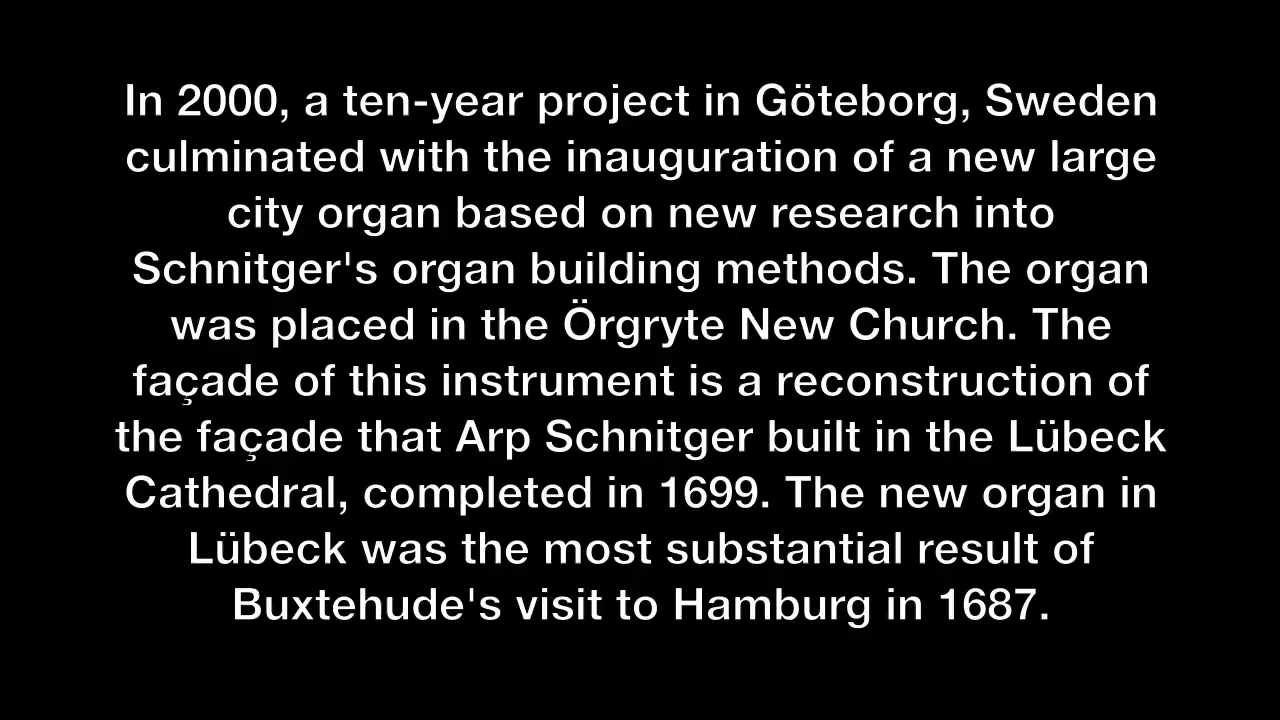 In 2000, a ten-year project in Göteborg, Sweden
culminated with the inauguration of a new large
city organ based on new research into
Schnitger's organ building methods. The organ
was placed in the Örgryte New Church. The
façade of this instrument is a reconstruction of
the façade that Arp Schnitger built in the Lübeck
Cathedral, completed in 1699. The new organ in
Lübeck was the most substantial result of
Buxtehude's visit to Hamburg in 1687.